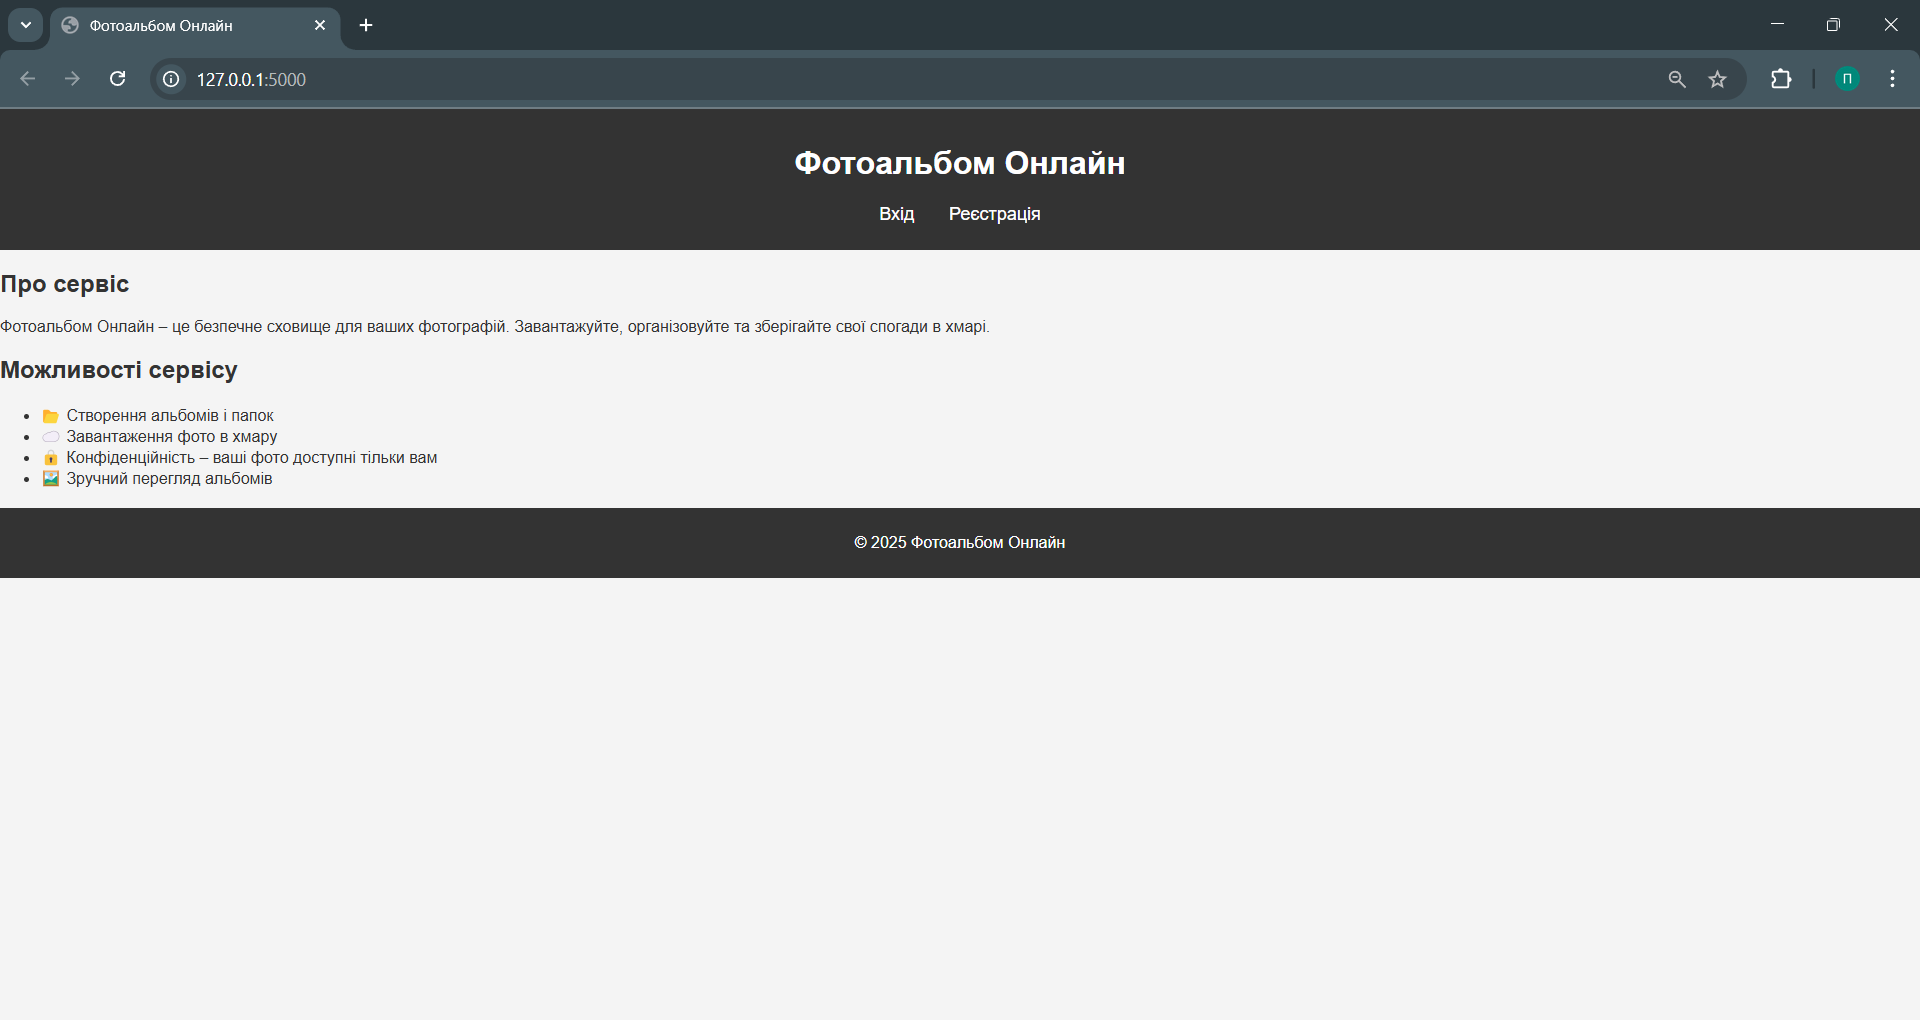 Фотоальбом Онлайн
127.0.0.1:5000
П
Фотоальбом Онлайн
Вхід Реєстрація
Про сервіс
Фотоальбом Онлайн – це безпечне сховище для ваших фотографій. Завантажуйте, організовуйте та зберігайте свої спогади в хмарі.
Можливості сервісу
• 📂 Створення альбомів і папок
• ☁️ Завантаження фото в хмару
• 🔒 Конфіденційність – ваші фото доступні тільки вам
• 🖼️ Зручний перегляд альбомів
© 2025 Фотоальбом Онлайн